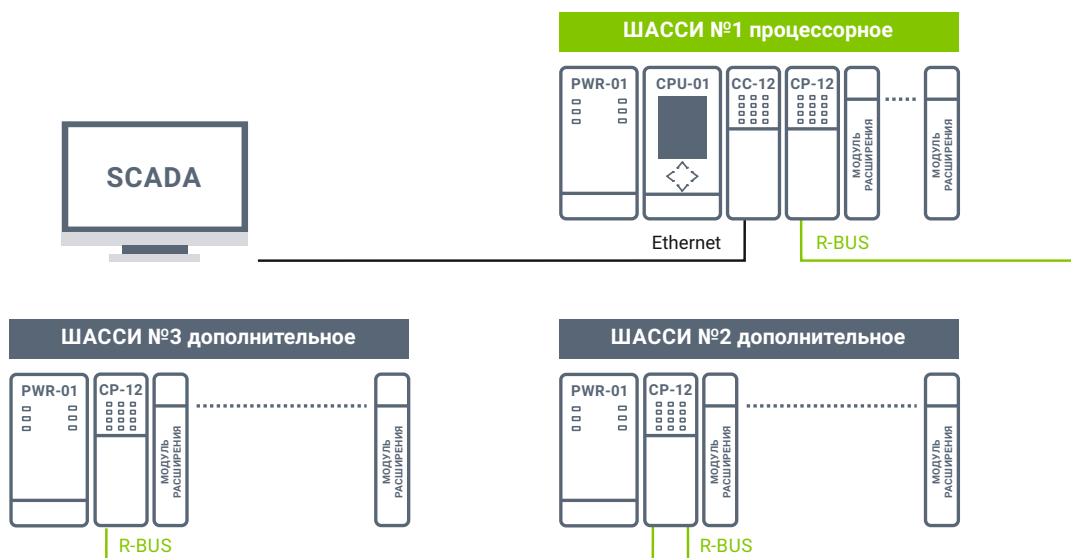 ШАССИ №1 процессорное
PWR-01
CPU-01
CC-12
CP-12
МОДУЛЬ
РАСШИРЕНИЯ
МОДУЛЬ
РАСШИРЕНИЯ
SCADA
Ethernet
R-BUS
ШАССИ №3 дополнительное
PWR-01
CP-12
МОДУЛЬ
РАСШИРЕНИЯ
МОДУЛЬ
РАСШИРЕНИЯ
R-BUS
ШАССИ №2 дополнительное
PWR-01
CP-12
МОДУЛЬ
РАСШИРЕНИЯ
МОДУЛЬ
РАСШИРЕНИЯ
R-BUS